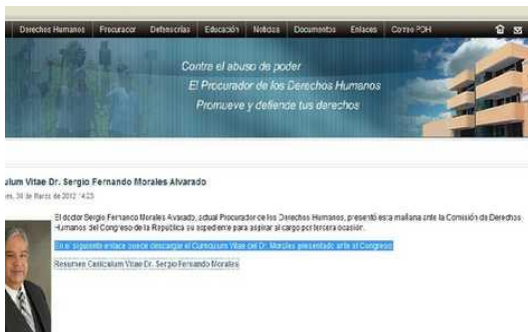 Derechos Humanos Procurador Defensorías Educación Noticias Documentos Enlaces Correo PDH
Contra el abuso de poder
El Procurador de los Derechos Humanos
Promueve y defiende tus derechos
Vitae Dr. Sergio Fernando Morales Alvarado
de Marzo de 2012
El doctor Sergio Fernando Morales Alvarado, actual Procurador de los Derechos Humanos, presentó esta mañana ante la Comisión de Derechos
Humanos del Congreso de la República su expediente para aspirar al cargo por tercera ocasión.
En el siguiente enlace puede descargar el Curriculum Vitae del Dr. Morales presentado ante el Congreso
Resumen Curriculum Vitae Dr. Sergio Fernando Morales